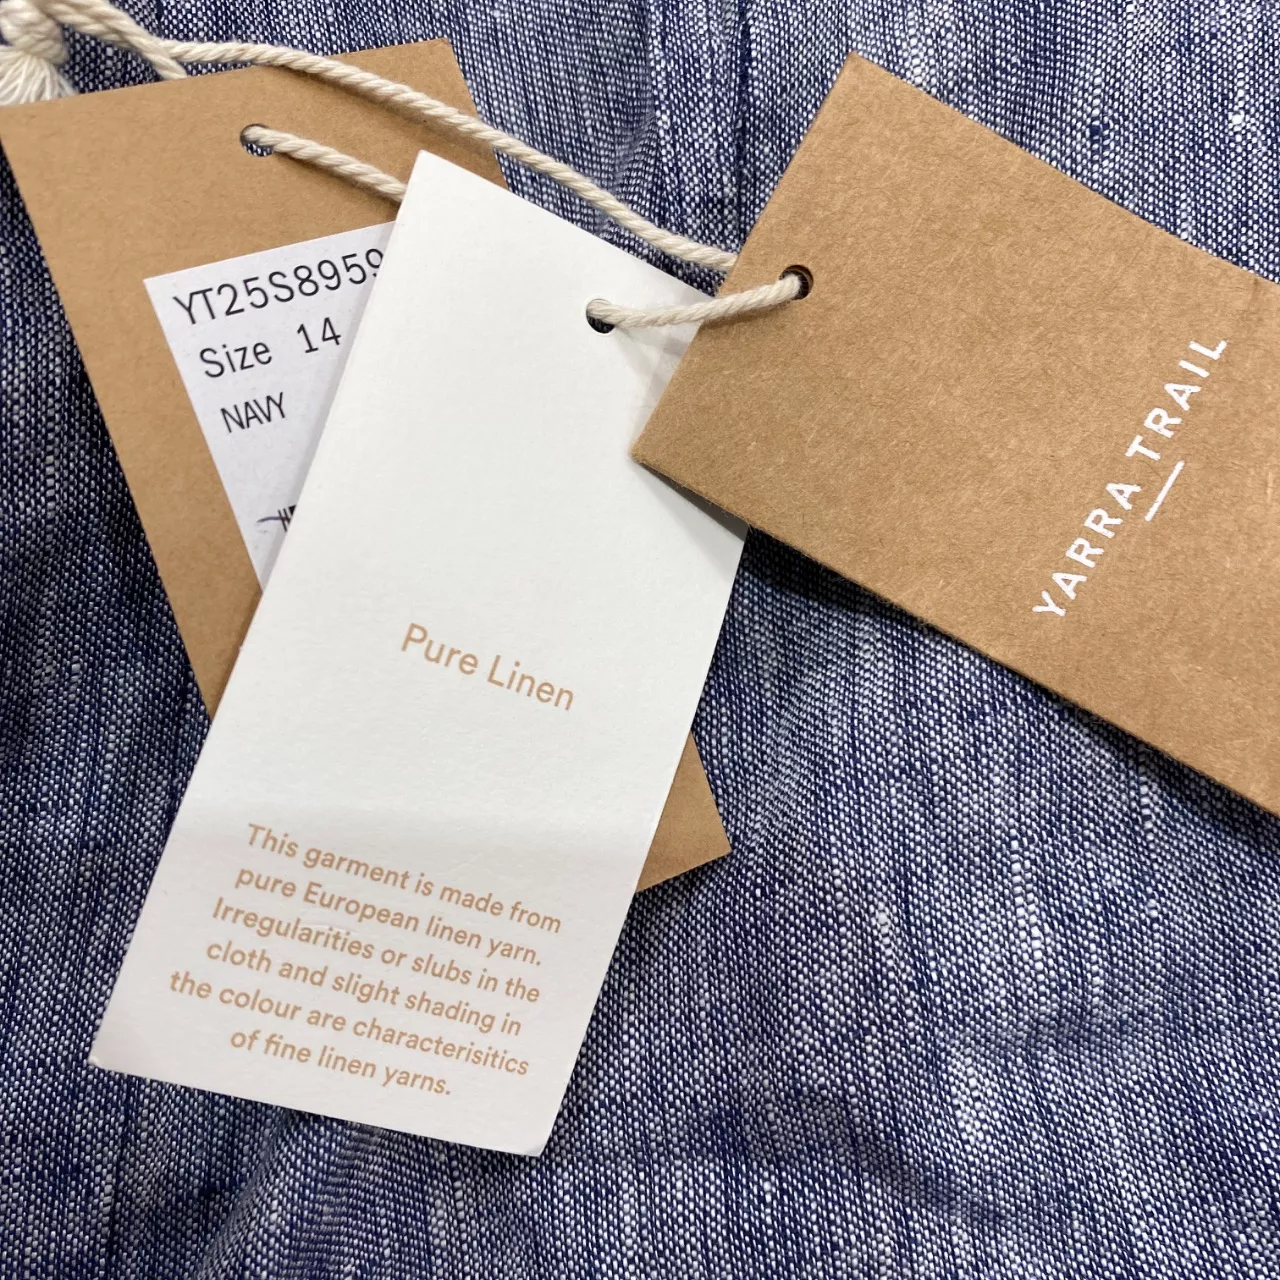 YT25S8959
Size 14
NAVY
YARRA TRAIL
Pure Linen
This garment is made from
pure European linen yarn.
Irregularities or slubs in the
cloth and slight shading in
the colour are characterisitics
of fine linen yarns.